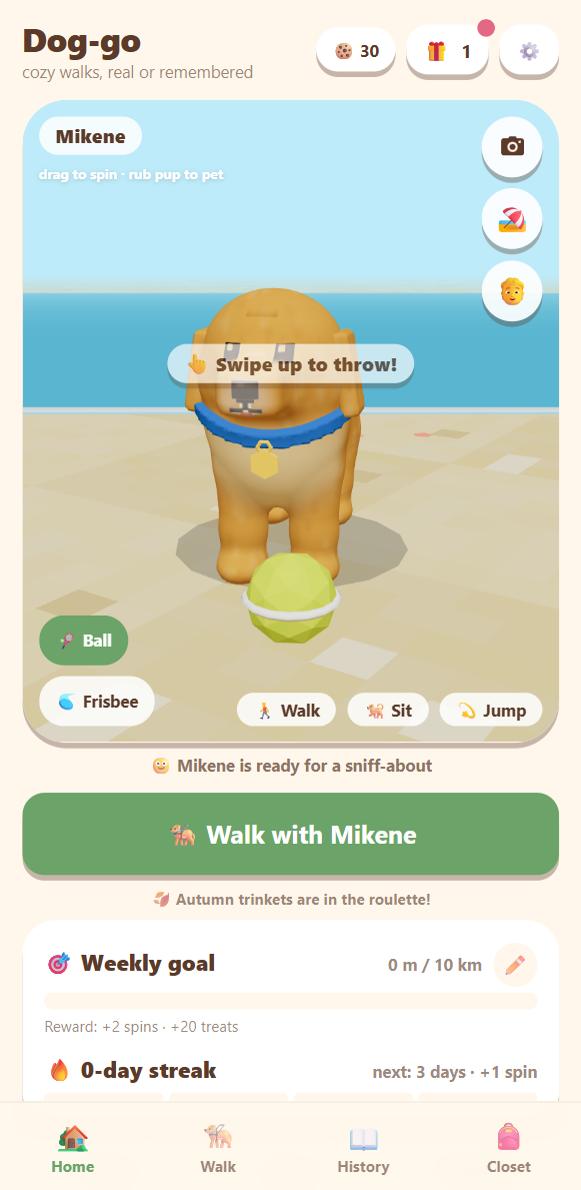 Dog-go
cozy walks, real or remembered
30
1
Mikene
drag to spin · rub pup to pet
Swipe up to throw!
Ball
Frisbee
Walk
Sit
Jump
Mikene is ready for a sniff-about
Walk with Mikene
Autumn trinkets are in the roulette!
Weekly goal
0 m / 10 km
Reward: +2 spins · +20 treats
0-day streak
next: 3 days · +1 spin
Home
Walk
History
Closet